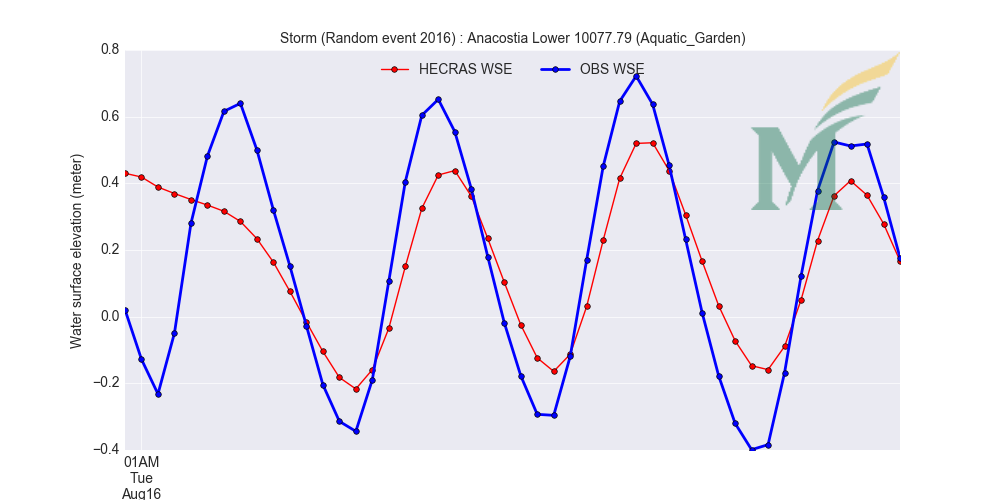 Storm (Random event 2016) : Anacostia Lower 10077.79 (Aquatic_Garden)
HECRAS WSE
OBS WSE
Water surface elevation (meter)
0.8
0.6
0.4
0.2
0.0
−0.2
−0.4
01AM
Tue
Aug16
M